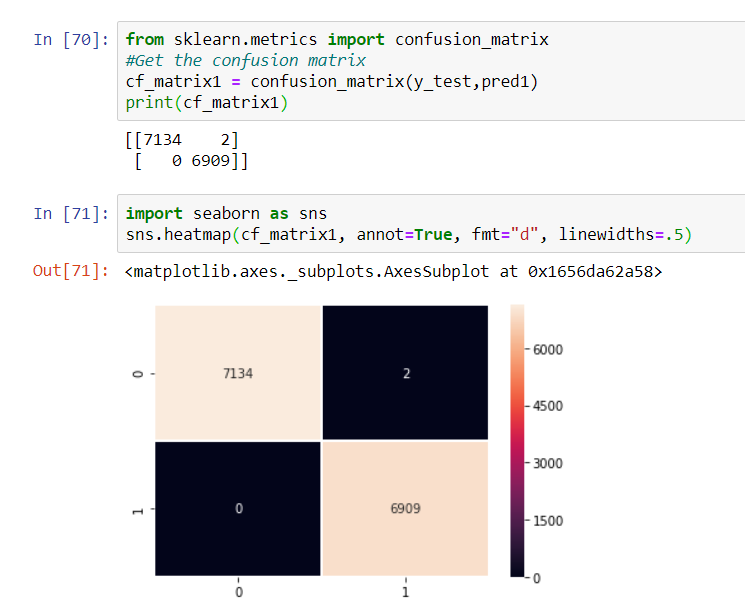 In [70]: from sklearn.metrics import confusion_matrix
#Get the confusion matrix
cf_matrix1 = confusion_matrix(y_test,pred1)
print(cf_matrix1)
[[7134    2]
 [   0 6909]]
In [71]: import seaborn as sns
sns.heatmap(cf_matrix1, annot=True, fmt="d", linewidths=.5)
Out[71]: <matplotlib.axes._subplots.AxesSubplot at 0x1656da62a58>
0
7134
2
1
0
6909
0
1
6000
4500
3000
1500
0